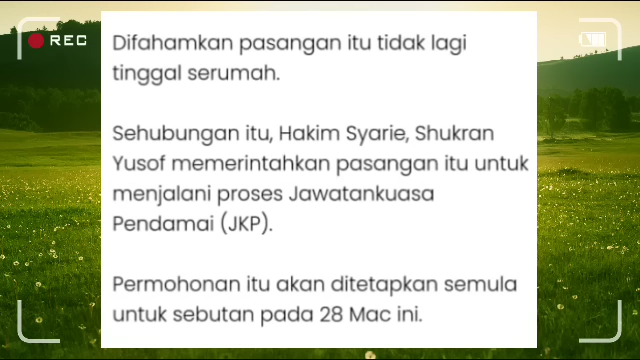 REC
Difahamkan pasangan itu tidak lagi
tinggal serumah.
Sehubungan itu, Hakim Syarie, Shukran
Yusof memerintahkan pasangan itu untuk
menjalani proses Jawatankuasa
Pendamai (JKP).
Permohonan itu akan ditetapkan semula
untuk sebutan pada 28 Mac ini.